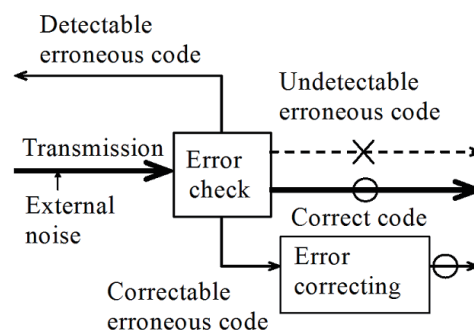 Detectable
erroneous code
Undetectable
erroneous code
Transmission
Error
check
External
noise
Correct code
Error
correcting
Correctable
erroneous code